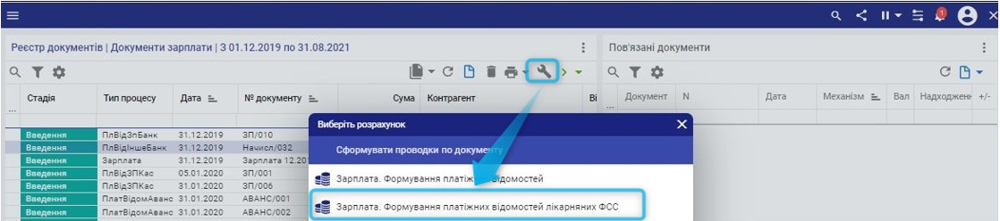 1
Реєстр документів | Документи зарплати | З 01.12.2019 по 31.08.2021
Пов'язані документи
... Стадія Тип процесу Дата № документу Сума Контрагент Ві
... Документ N Дата Механізм Вал Надходжен +/-
Введення ПлВідЗпБанк 31.12.2019 ЗП/010
Введення ПлВідІншеБанк 31.12.2019 Начисл/032
Введення Зарплата 31.12.2019 Зарплата 12.201
Введення ПлВідЗПКас 05.01.2020 ЗП/001
Введення ПлВідЗПКас 31.01.2020 ЗП/006
Введення ПлатВідомАванс 31.01.2020 АВАНС/001
Введення ПлатВідомАванс 31.01.2020 АВАНС/002
Виберіть розрахунок
Сформувати проводки по документу
Зарплата. Формування платіжних відомостей
Зарплата. Формування платіжних відомостей лікарняних ФСС